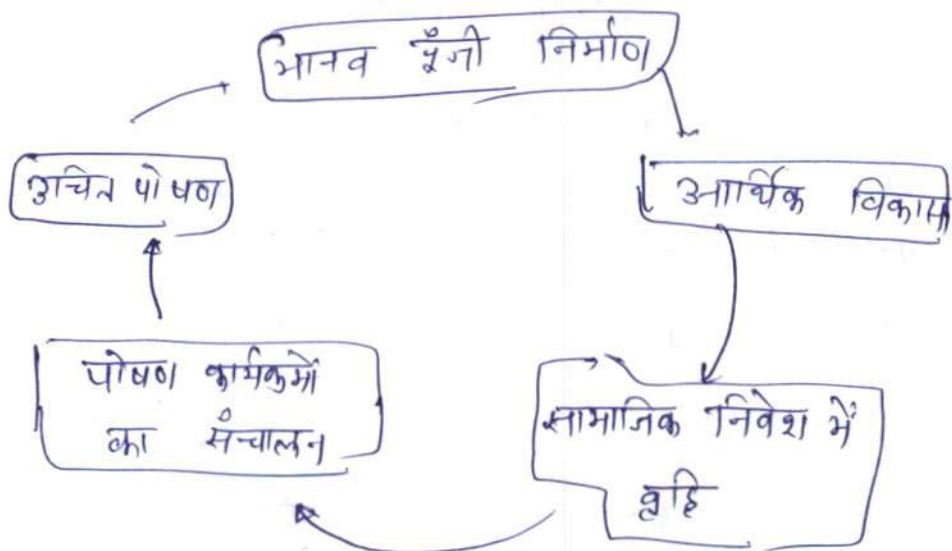 मानव पूँजी निर्माण
उचित पोषण
आर्थिक विकास
पोषण कार्यक्रमों
का संचालन
सामाजिक निवेश में
वृद्धि